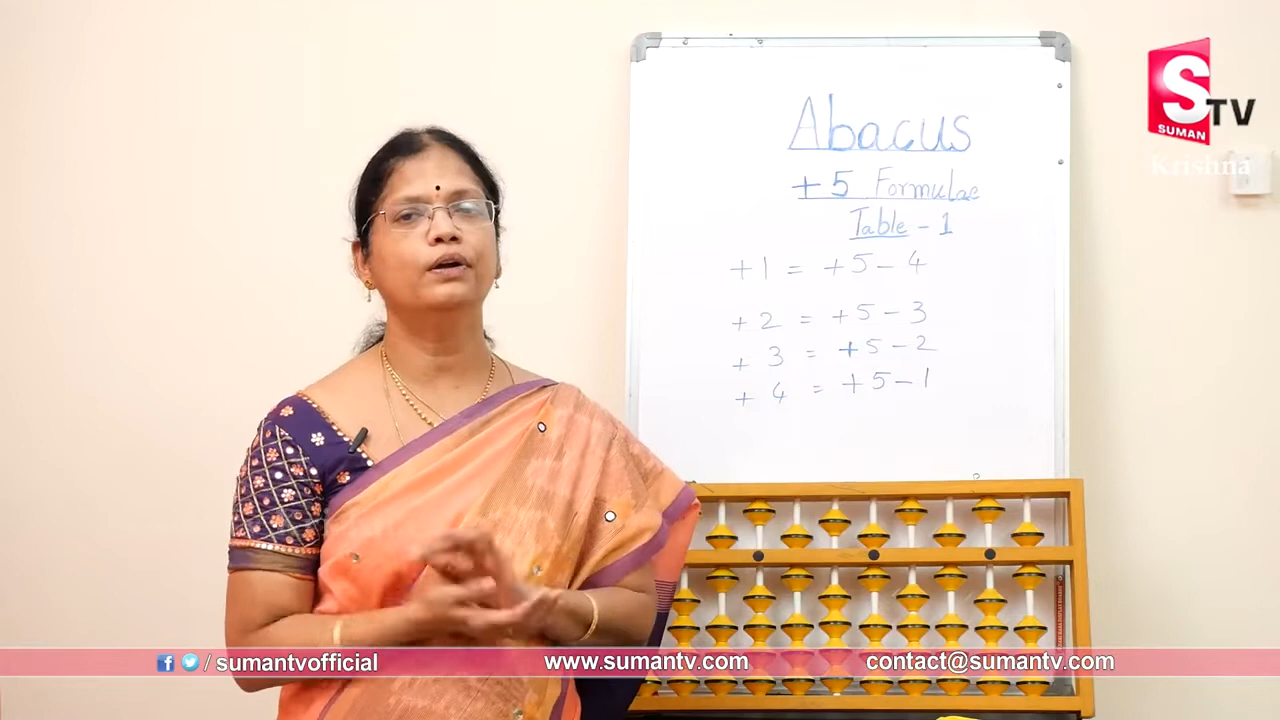 Abacus
+5 Formulae
Table - 1
+1 = +5-4
+2 = +5-3
+3 = +5-2
+4 = +5-1
S TV
SUMAN
Krishna
/ sumantvofficial
www.sumantv.com
contact@sumantv.com